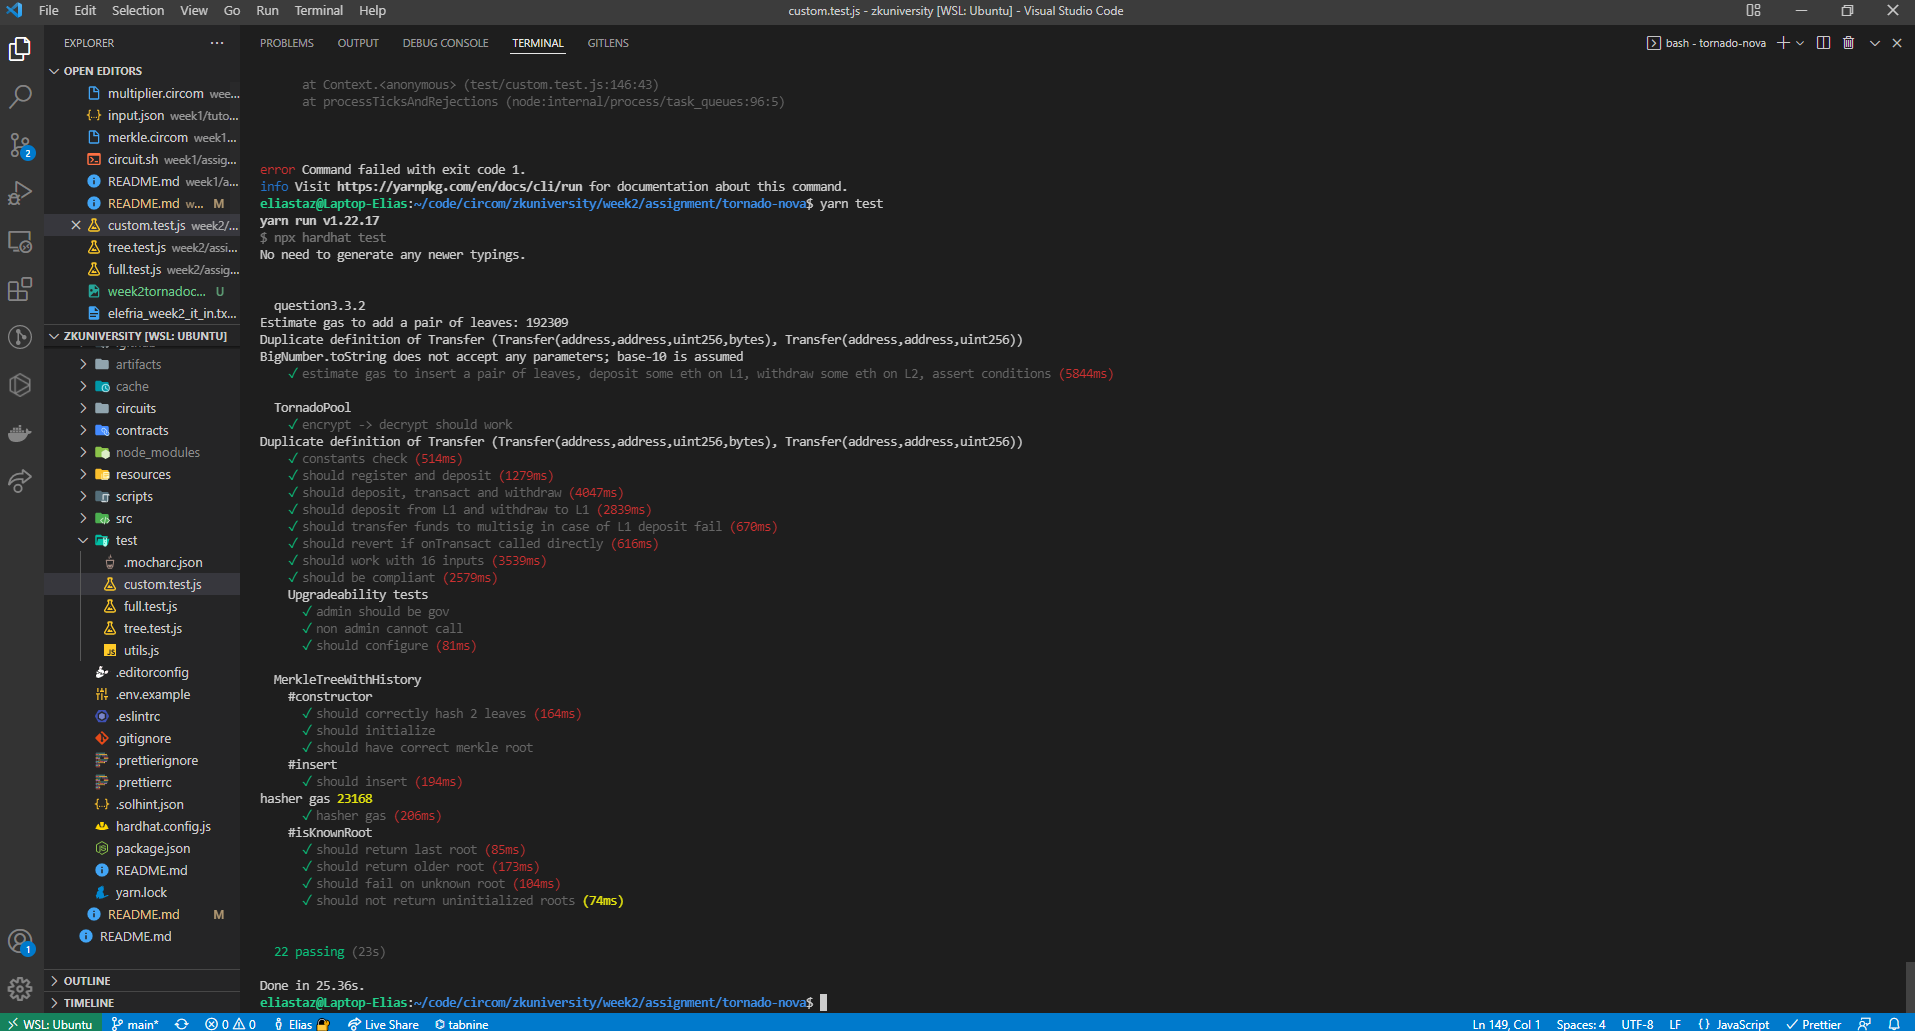 File Edit Selection View Go Run Terminal Help
custom.test.js - zkuniversity [WSL: Ubuntu] - Visual Studio Code
EXPLORER
OPEN EDITORS
multiplier.circom wee...
input.json week1/tuto...
merkle.circom week1...
circuit.sh week1/assig...
README.md week1/a...
README.md w... M
custom.test.js week2/...
tree.test.js week2/assi...
full.test.js week2/assig...
week2tornadoc... U
elefria_week2_it_in.tx...
ZKUNIVERSITY [WSL: UBUNTU]
artifacts
cache
circuits
contracts
node_modules
resources
scripts
src
test
.mocharc.json
custom.test.js
full.test.js
tree.test.js
utils.js
.editorconfig
.env.example
.eslintrc
.gitignore
.prettierignore
.prettierrc
.solhint.json
hardhat.config.js
package.json
README.md
yarn.lock
README.md M
README.md
OUTLINE
TIMELINE
2
1
PROBLEMS OUTPUT DEBUG CONSOLE TERMINAL GITLENS
bash - tornado-nova
at Context.<anonymous> (test/custom.test.js:146:43)
at processTicksAndRejections (node:internal/process/task_queues:96:5)
error Command failed with exit code 1.
info Visit https://yarnpkg.com/en/docs/cli/run for documentation about this command.
eliastaz@Laptop-Elias:~/code/circom/zkuniversity/week2/assignment/tornado-nova$ yarn test
yarn run v1.22.17
$ npx hardhat test
No need to generate any newer typings.
question3.3.2
Estimate gas to add a pair of leaves: 192309
Duplicate definition of Transfer (Transfer(address,address,uint256,bytes), Transfer(address,address,uint256))
BigNumber.toString does not accept any parameters; base-10 is assumed
✓ estimate gas to insert a pair of leaves, deposit some eth on L1, withdraw some eth on L2, assert conditions (5844ms)
TornadoPool
✓ encrypt -> decrypt should work
Duplicate definition of Transfer (Transfer(address,address,uint256,bytes), Transfer(address,address,uint256))
✓ constants check (514ms)
✓ should register and deposit (1279ms)
✓ should deposit, transact and withdraw (4047ms)
✓ should deposit from L1 and withdraw to L1 (2839ms)
✓ should transfer funds to multisig in case of L1 deposit fail (670ms)
✓ should revert if onTransact called directly (616ms)
✓ should work with 16 inputs (3539ms)
✓ should be compliant (2579ms)
Upgradeability tests
✓ admin should be gov
✓ non admin cannot call
✓ should configure (81ms)
MerkleTreeWithHistory
#constructor
✓ should correctly hash 2 leaves (164ms)
✓ should initialize
✓ should have correct merkle root
#insert
✓ should insert (194ms)
hasher gas 23168
✓ hasher gas (206ms)
#isKnownRoot
✓ should return last root (85ms)
✓ should return older root (173ms)
✓ should fail on unknown root (104ms)
✓ should not return uninitialized roots (74ms)
22 passing (23s)
Done in 25.36s.
eliastaz@Laptop-Elias:~/code/circom/zkuniversity/week2/assignment/tornado-nova$
WSL: Ubuntu main* 0 0 Elias Live Share tabnine
Ln 149, Col 1 Spaces: 4 UTF-8 LF {} JavaScript Prettier